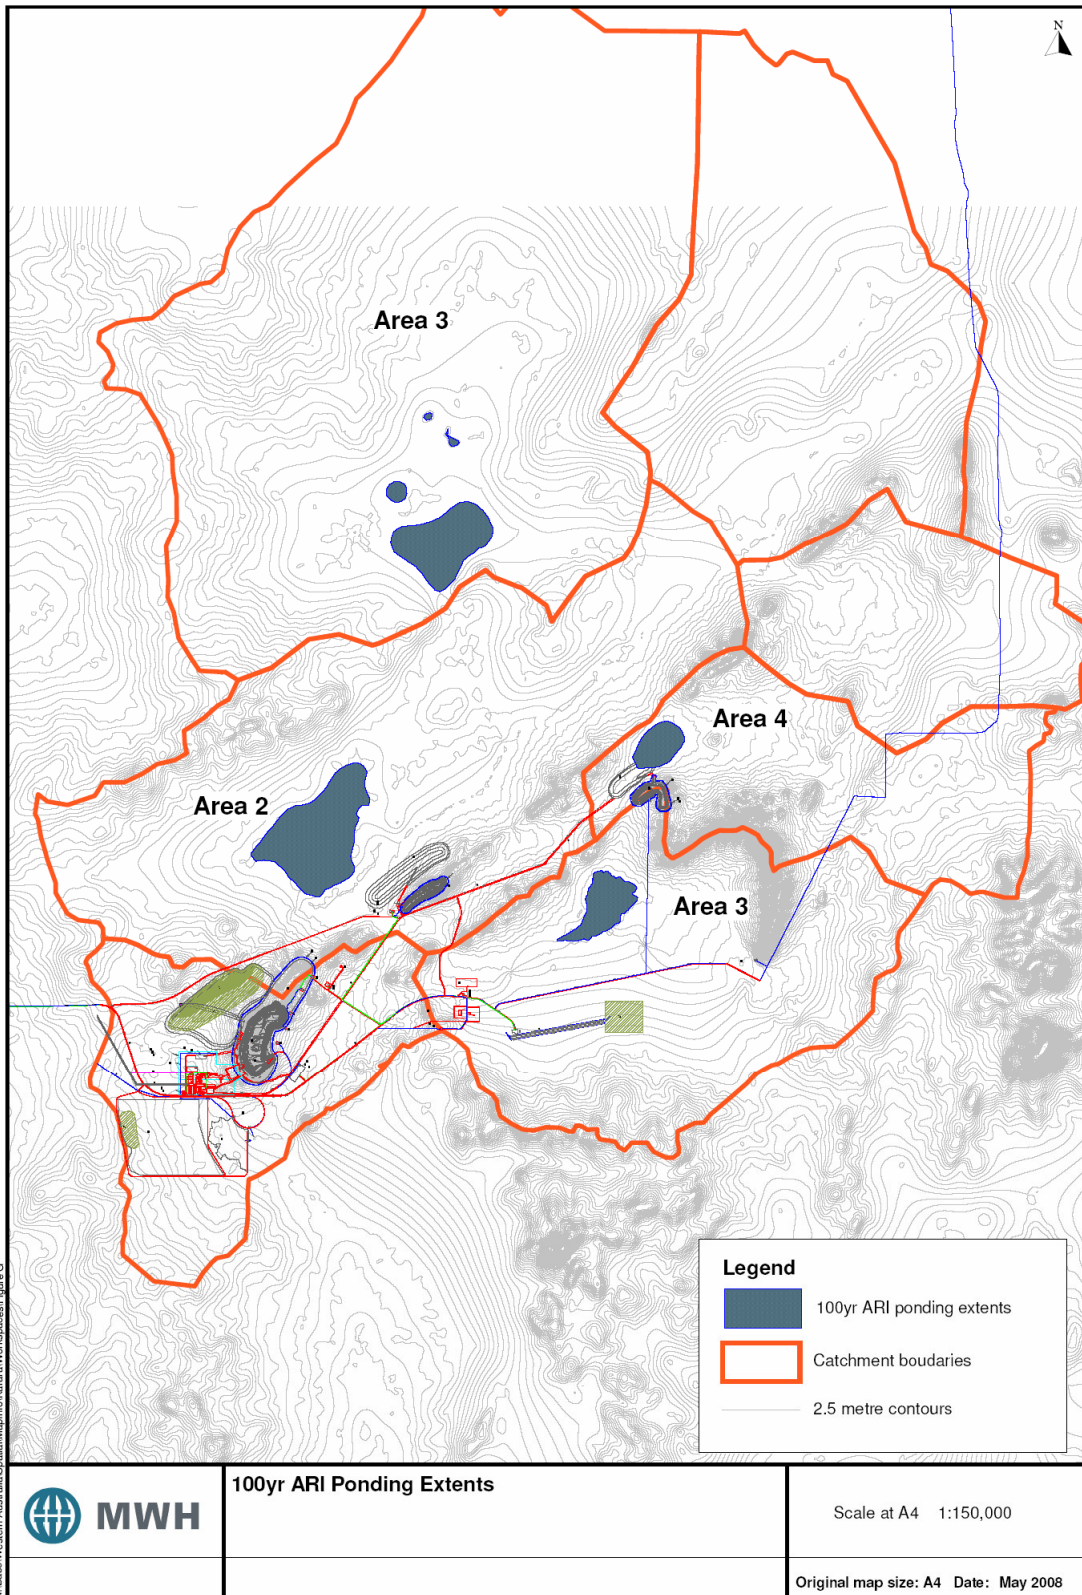 N
Area 3
Area 4
Area 2
Area 3
Legend
100yr ARI ponding extents
Catchment boudaries
2.5 metre contours
MWH
100yr ARI Ponding Extents
Scale at A4 1:150,000
Original map size: A4 Date: May 2008